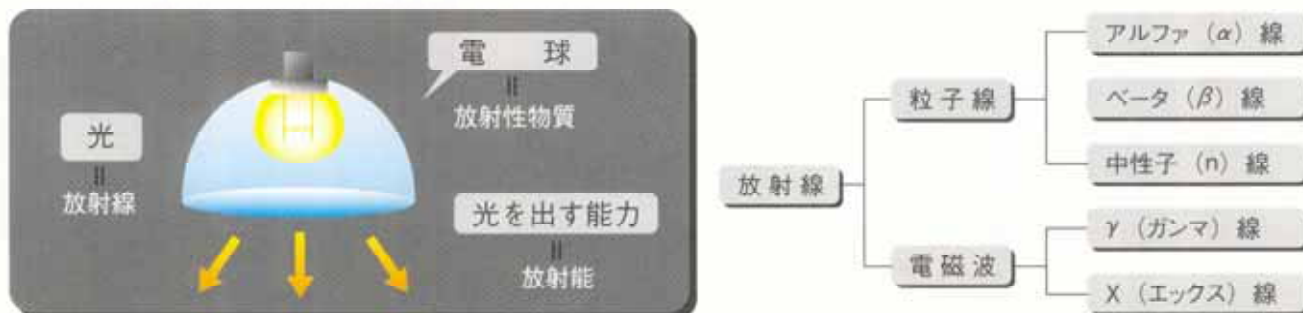 電 球
||
放射性物質
光
||
放射線
光を出す能力
||
放射能
放射線
粒子線
アルファ (α) 線
ベータ (β) 線
中性子 (n) 線
電磁波
γ (ガンマ) 線
X (エックス) 線